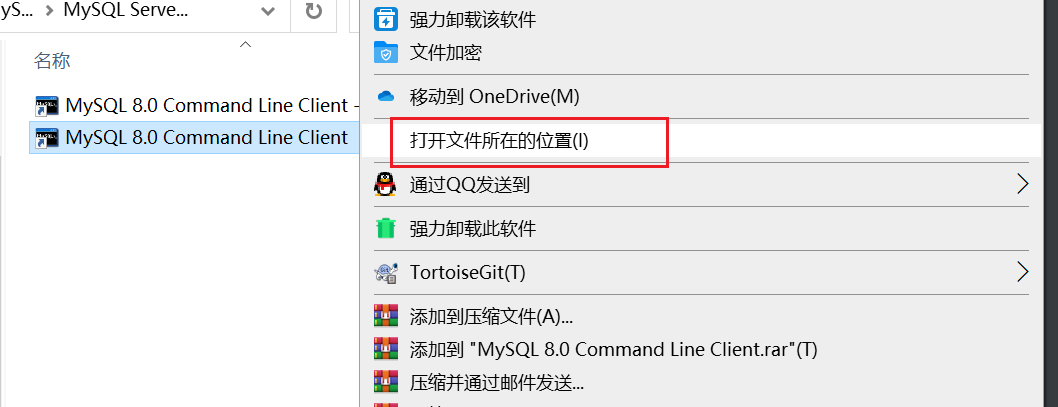 yS... > MySQL Serve...
名称
MySQL 8.0 Command Line Client -
MySQL 8.0 Command Line Client
强力卸载该软件
文件加密
移动到 OneDrive(M)
打开文件所在的位置(I)
通过QQ发送到
强力卸载此软件
TortoiseGit(T)
添加到压缩文件(A)...
添加到 "MySQL 8.0 Command Line Client.rar"(T)
压缩并通过邮件发送...